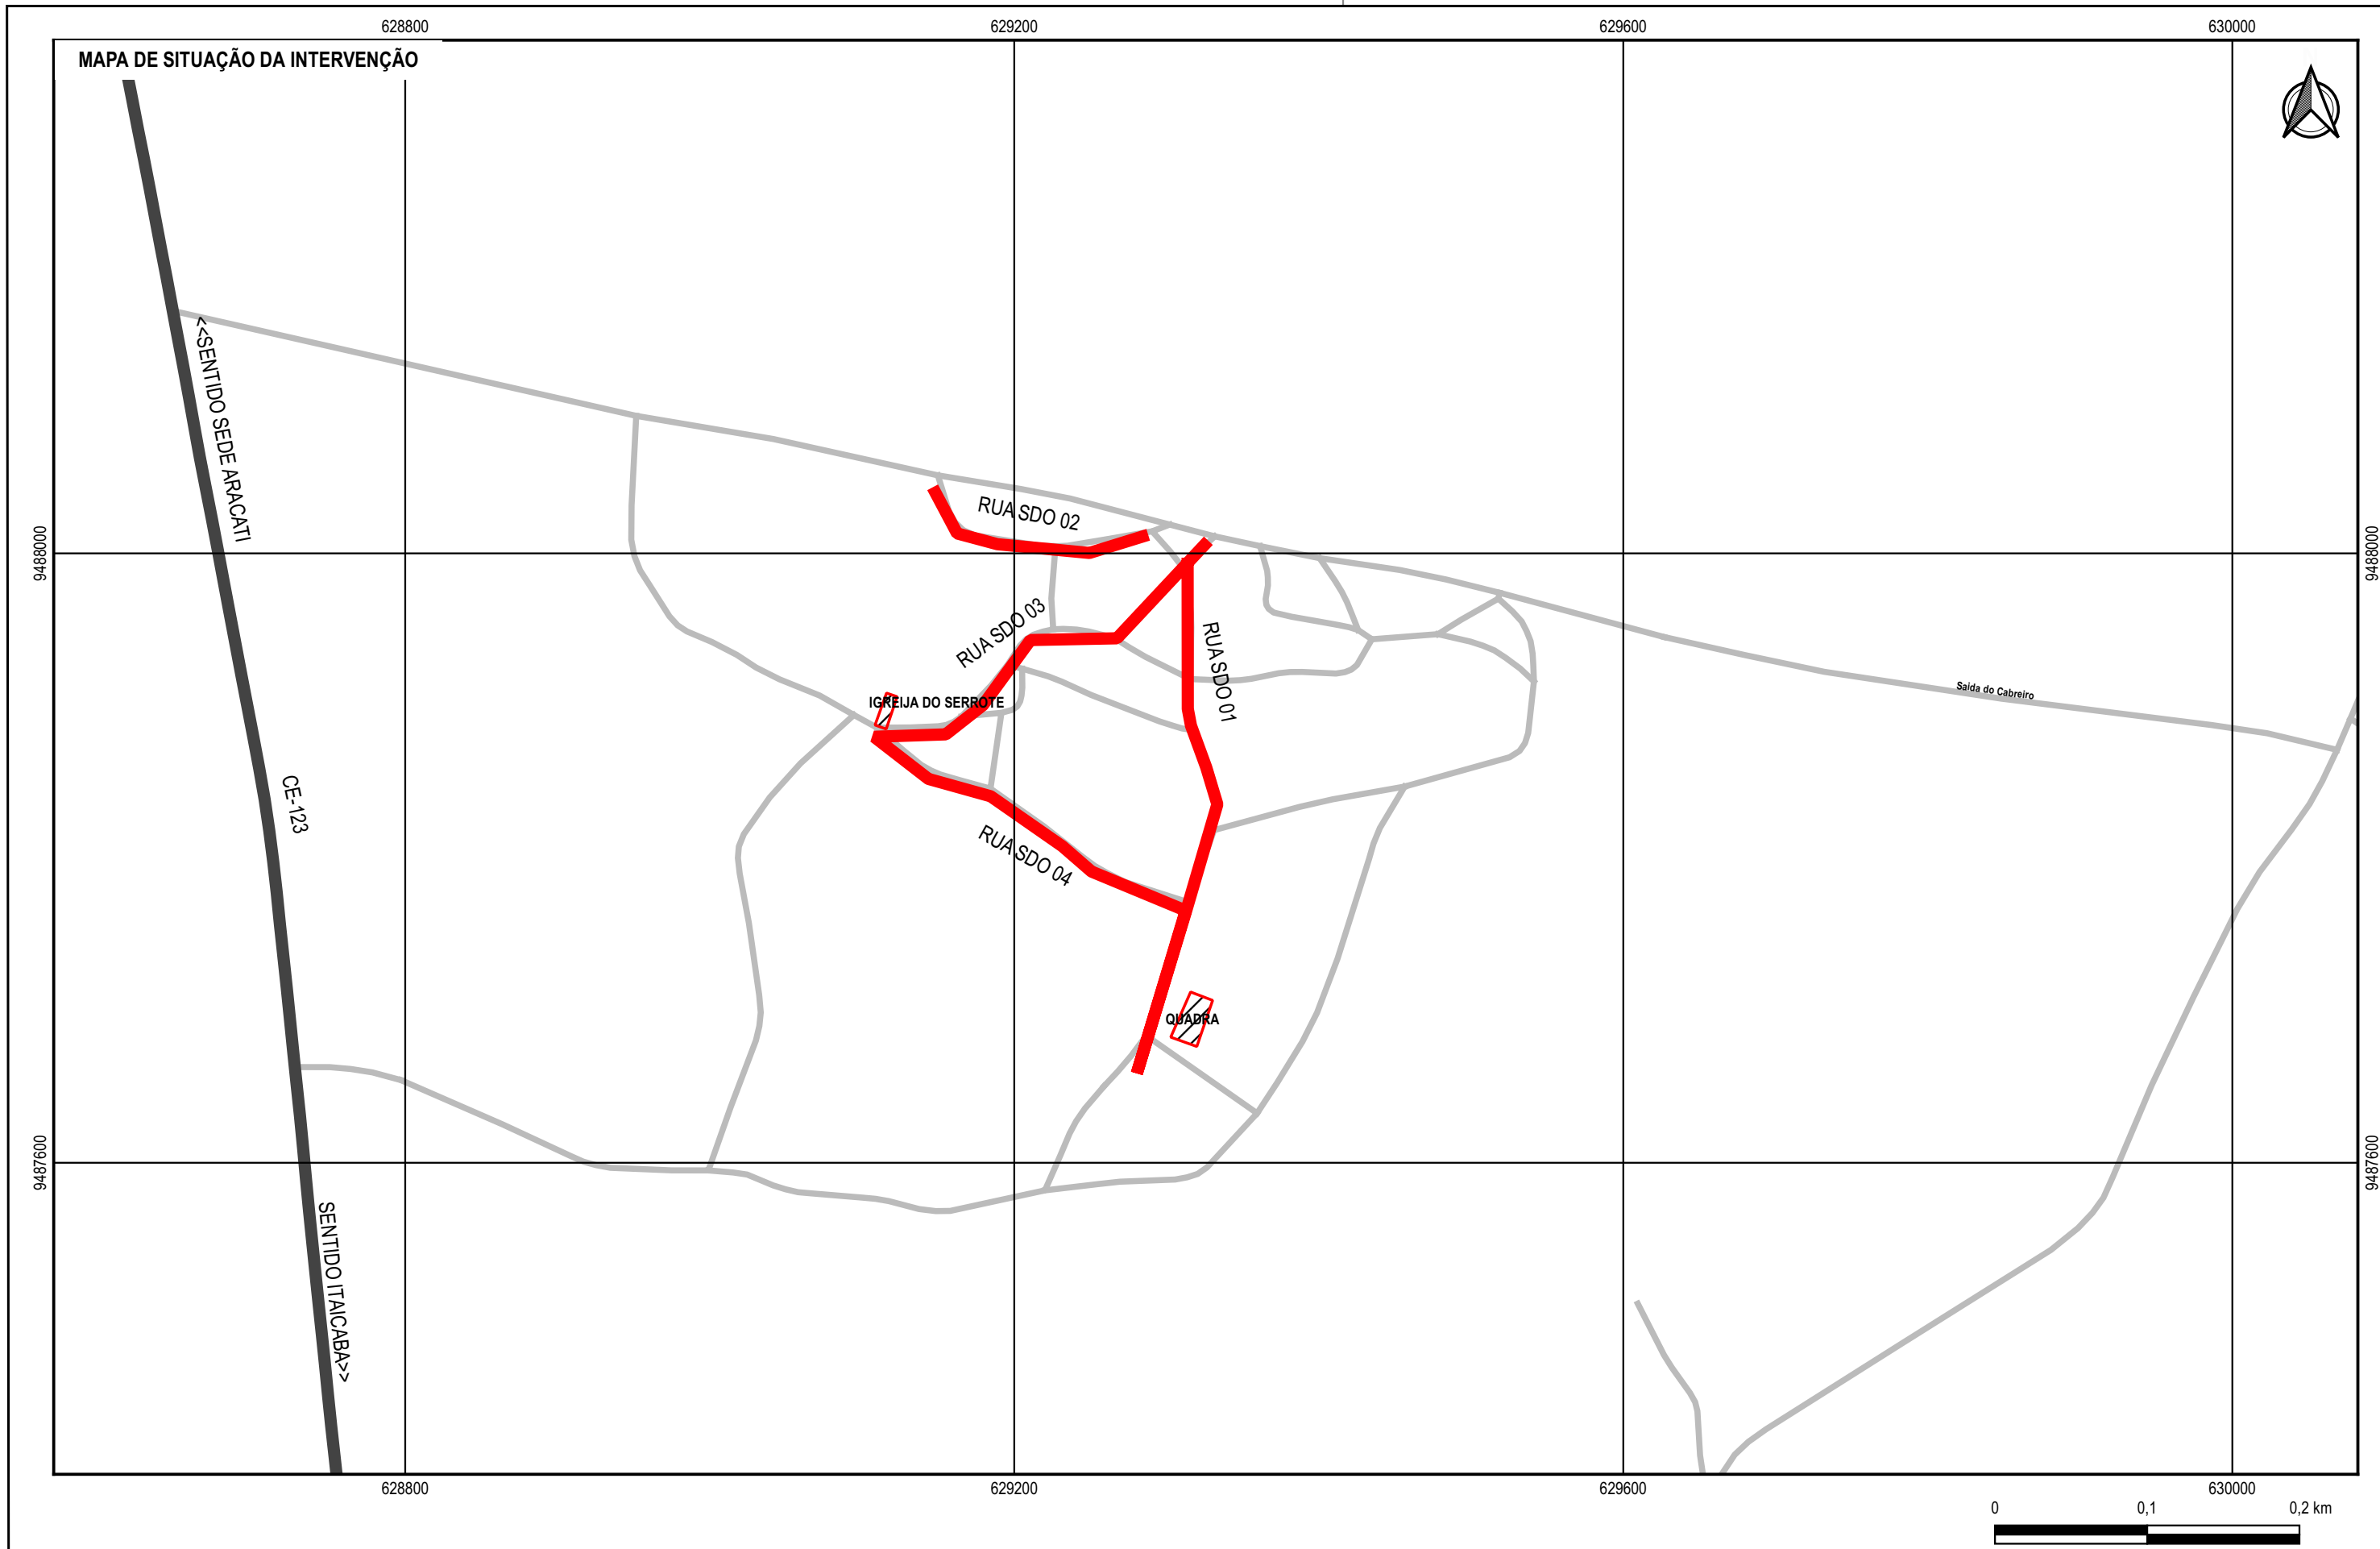 628800
629200
629600
630000
MAPA DE SITUAÇÃO DA INTERVENÇÃO
<<SENTIDO SEDE ARACATI
RUA SDO 02
9488000
9488000
RUA SDO 03
RUA SDO 01
Saida do Cabreiro
IGREIJA DO SERROTE
CE-123
RUA SDO 04
QUADRA
9487600
9487600
SENTIDO ITAICABA>>
628800
629200
629600
630000
0
0,1
0,2 km